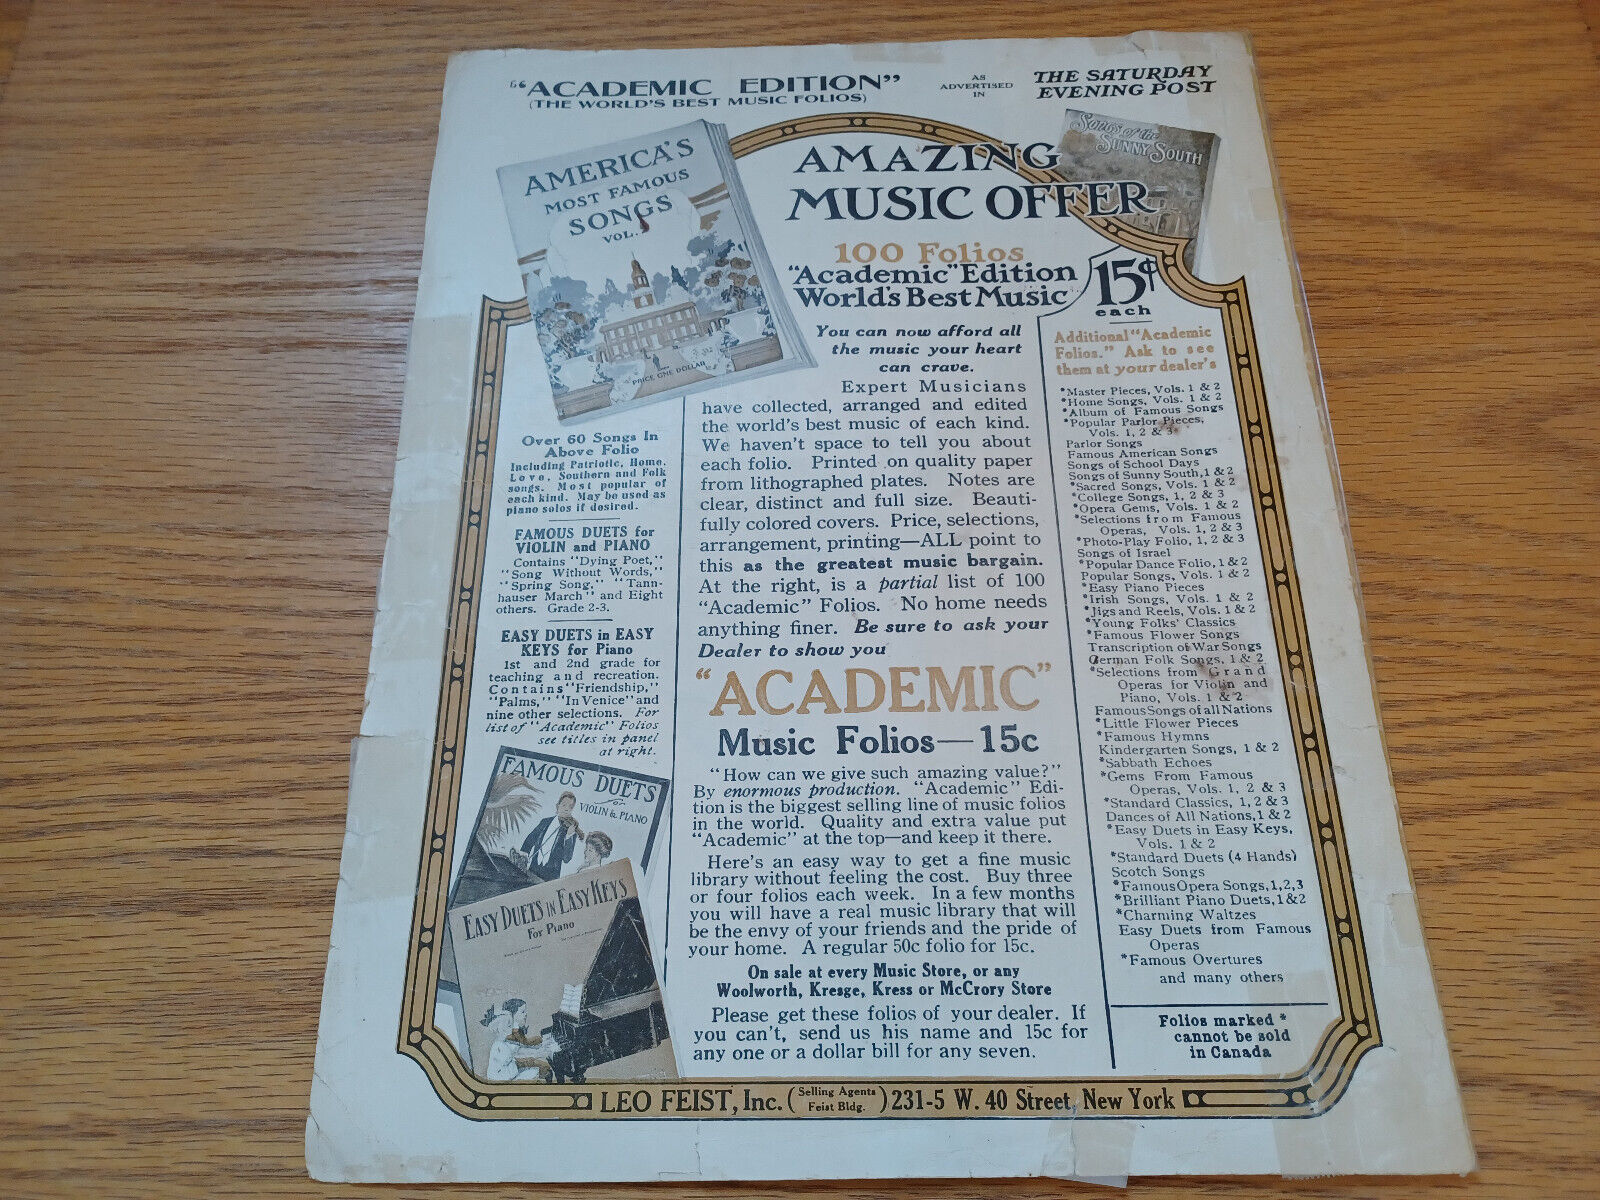 "ACADEMIC EDITION"
(THE WORLD'S BEST MUSIC FOLIOS)
AS
ADVERTISED
IN
THE SATURDAY
EVENING POST
AMERICA'S
MOST FAMOUS
SONGS
VOL.
PRICE ONE DOLLAR
Songs of the
Sunny South
AMAZING
MUSIC OFFER
100 Folios
"Academic" Edition
World's Best Music
15¢
each
Over 60 Songs In
Above Folio
Including Patriotic, Home,
Love, Southern and Folk
songs. Most popular of
each kind. May be used as
piano solos if desired.
FAMOUS DUETS for
VIOLIN and PIANO
Contains "Dying Poet,"
"Song Without Words,"
"Spring Song," "Tann-
hauser March" and Eight
others. Grade 2-3.
EASY DUETS in EASY
KEYS for Piano
1st and 2nd grade for
teaching and recreation.
Contains "Friendship,"
"Palms," "In Venice" and
nine other selections. For
list of "Academic" Folios
see titles in panel
at right.
FAMOUS DUETS
VIOLIN & PIANO
EASY DUETS IN EASY KEYS
For Piano
You can now afford all
the music your heart
can crave.
Expert Musicians
have collected, arranged and edited
the world's best music of each kind.
We haven't space to tell you about
each folio. Printed on quality paper
from lithographed plates. Notes are
clear, distinct and full size. Beauti-
fully colored covers. Price, selections,
arrangement, printing—ALL point to
this as the greatest music bargain.
At the right, is a partial list of 100
"Academic" Folios. No home needs
anything finer. Be sure to ask your
Dealer to show you
"ACADEMIC"
Music Folios—15c
"How can we give such amazing value?"
By enormous production. "Academic" Edi-
tion is the biggest selling line of music folios
in the world. Quality and extra value put
"Academic" at the top—and keep it there.
Here's an easy way to get a fine music
library without feeling the cost. Buy three
or four folios each week. In a few months
you will have a real music library that will
be the envy of your friends and the pride of
your home. A regular 50c folio for 15c.
On sale at every Music Store, or any
Woolworth, Kresge, Kress or McCrory Store
Please get these folios of your dealer. If
you can't, send us his name and 15c for
any one or a dollar bill for any seven.
Additional "Academic
Folios." Ask to see
them at your dealer's
*Master Pieces, Vols. 1 & 2
*Home Songs, Vols. 1 & 2
*Album of Famous Songs
*Popular Parlor Pieces,
Vols. 1, 2 & 3
Parlor Songs
Famous American Songs
Songs of School Days
Songs of Sunny South, 1 & 2
*Sacred Songs, Vols. 1 & 2
*College Songs, 1, 2 & 3
*Opera Gems, Vols. 1 & 2
*Selections from Famous
Operas, Vols. 1, 2 & 3
*Photo-Play Folio, 1, 2 & 3
Songs of Israel
*Popular Dance Folio, 1 & 2
Popular Songs, Vols. 1 & 2
*Easy Piano Pieces
*Irish Songs, Vols. 1 & 2
*Jigs and Reels, Vols. 1 & 2
*Young Folks' Classics
*Famous Flower Songs
Transcription of War Songs
German Folk Songs, 1 & 2
*Selections from Grand
Operas for Violin and
Piano, Vols. 1 & 2
Famous Songs of all Nations
*Little Flower Pieces
*Famous Hymns
Kindergarten Songs, 1 & 2
*Sabbath Echoes
*Gems From Famous
Operas, Vols. 1, 2 & 3
*Standard Classics, 1, 2 & 3
Dances of All Nations, 1 & 2
*Easy Duets in Easy Keys,
Vols. 1 & 2
*Standard Duets (4 Hands)
Scotch Songs
*Famous Opera Songs, 1, 2, 3
*Brilliant Piano Duets, 1 & 2
*Charming Waltzes
Easy Duets from Famous
Operas
*Famous Overtures
and many others
Folios marked *
cannot be sold
in Canada
LEO FEIST, Inc. (Selling Agents Feist Bldg.) 231-5 W. 40 Street, New York